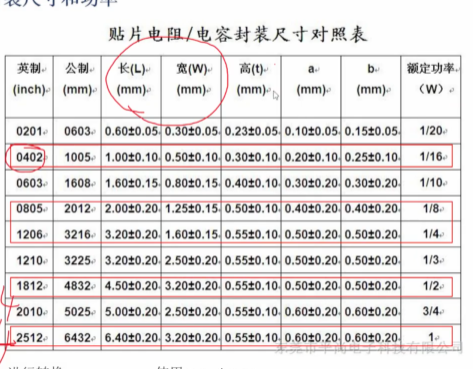 装尺寸和功率
贴片电阻/电容封装尺寸对照表
英制 (inch) 公制 (mm) 长(L) (mm) 宽(W) (mm) 高(t) (mm) a (mm) b (mm) 额定功率 (W)
0201 0603 0.60±0.05 0.30±0.05 0.23±0.05 0.10±0.05 0.15±0.05 1/20
0402 1005 1.00±0.10 0.50±0.10 0.30±0.10 0.20±0.10 0.25±0.10 1/16
0603 1608 1.60±0.15 0.80±0.15 0.40±0.10 0.30±0.20 0.30±0.20 1/10
0805 2012 2.00±0.20 1.25±0.15 0.50±0.10 0.40±0.20 0.40±0.20 1/8
1206 3216 3.20±0.20 1.60±0.15 0.55±0.10 0.50±0.20 0.50±0.20 1/4
1210 3225 3.20±0.20 2.50±0.20 0.55±0.10 0.50±0.20 0.50±0.20 1/3
1812 4832 4.50±0.20 3.20±0.20 0.55±0.10 0.50±0.20 0.50±0.20 1/2
2010 5025 5.00±0.20 2.50±0.20 0.55±0.10 0.60±0.20 0.60±0.20 3/4
2512 6432 6.40±0.20 3.20±0.20 0.55±0.10 0.60±0.20 0.60±0.20 1